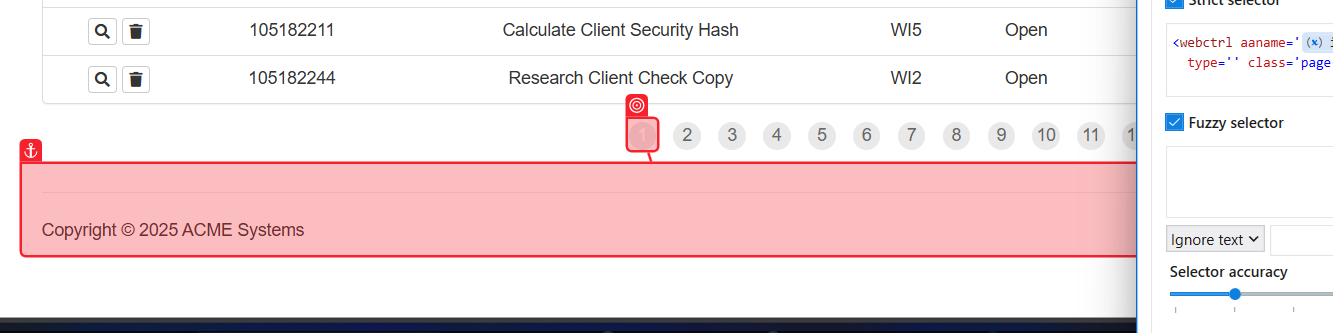 Strict selector
105182211 Calculate Client Security Hash WI5 Open
<webctrl aaname='(x) i
type='' class='page
105182244 Research Client Check Copy WI2 Open
Fuzzy selector
1 2 3 4 5 6 7 8 9 10 11 1
Copyright © 2025 ACME Systems
Ignore text
Selector accuracy